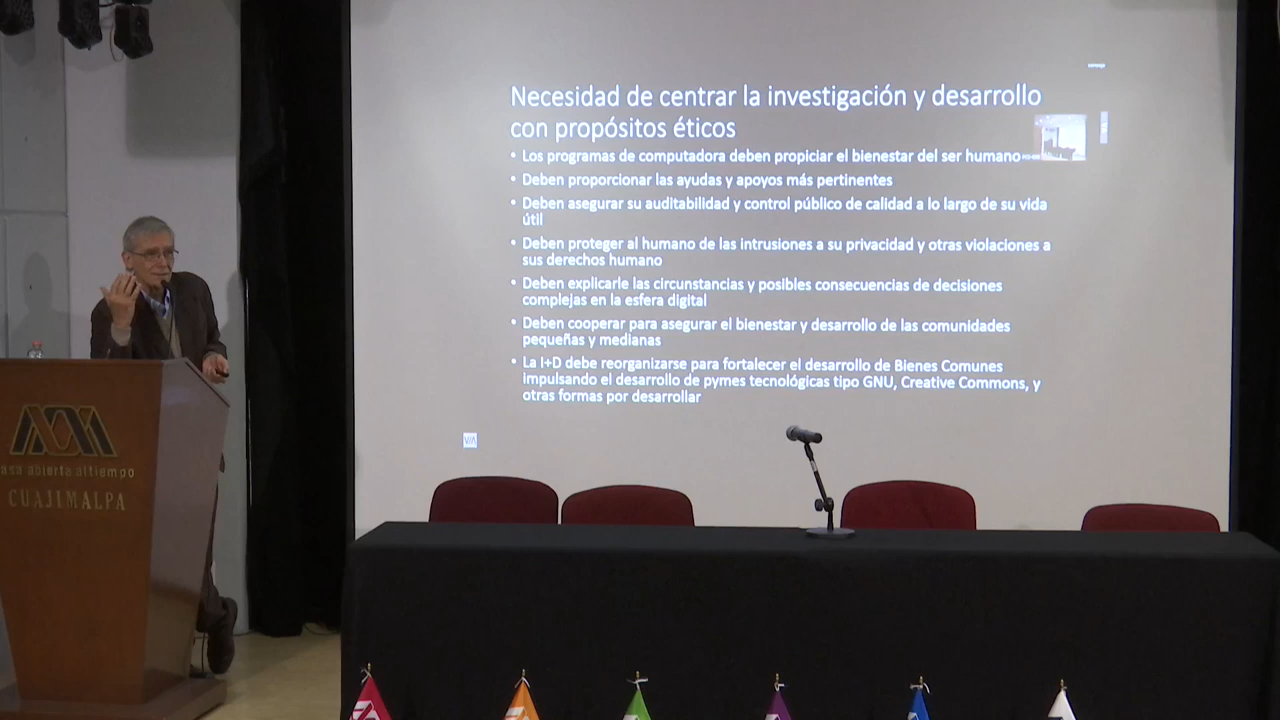 Necesidad de centrar la investigación y desarrollo
con propósitos éticos
• Los programas de computadora deben propiciar el bienestar del ser humano
• Deben proporcionar las ayudas y apoyos más pertinentes
• Deben asegurar su auditabilidad y control público de calidad a lo largo de su vida
útil
• Deben proteger al humano de las intrusiones a su privacidad y otras violaciones a
sus derechos humano
• Deben explicarle las circunstancias y posibles consecuencias de decisiones
complejas en la esfera digital
• Deben cooperar para asegurar el bienestar y desarrollo de las comunidades
pequeñas y medianas
• La I+D debe reorganizarse para fortalecer el desarrollo de Bienes Comunes
impulsando el desarrollo de pymes tecnológicas tipo GNU, Creative Commons, y
otras formas por desarrollar
asa abierta al tiempo
CUAJIMALPA